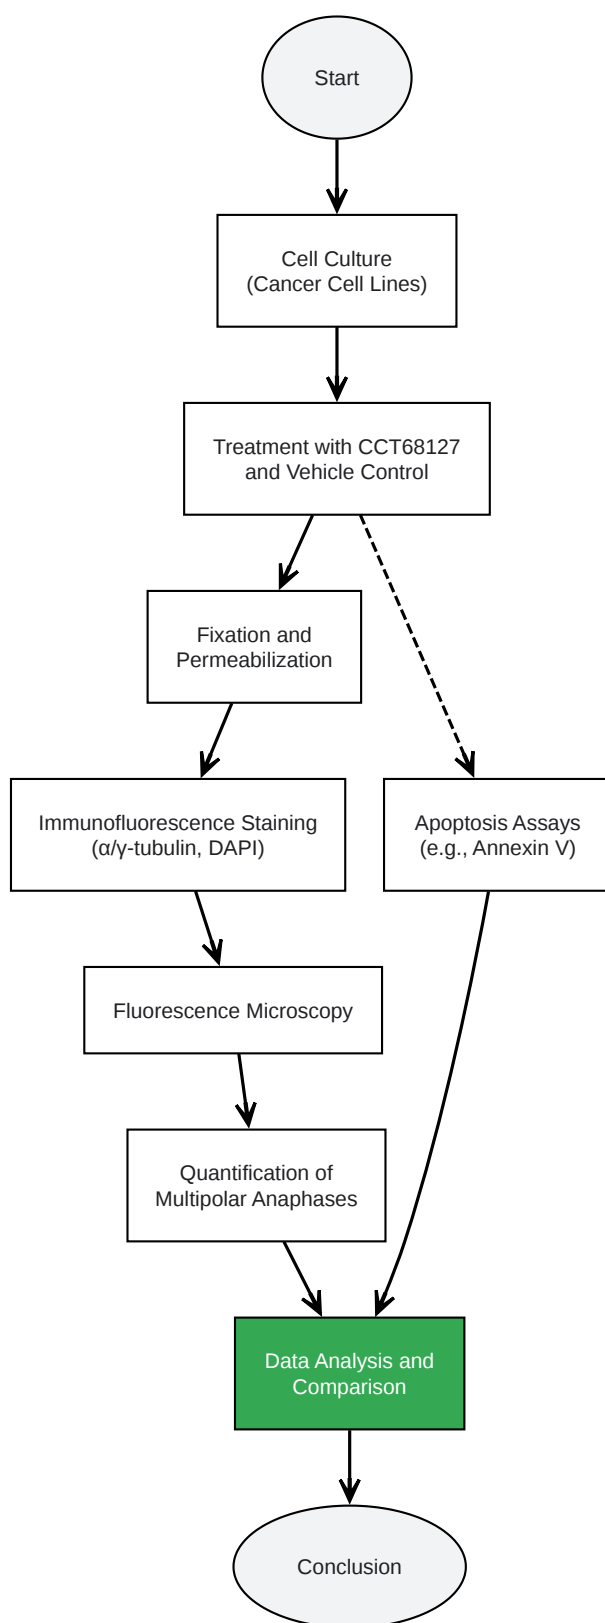 Start
Cell Culture
(Cancer Cell Lines)
Treatment with CCT68127
and Vehicle Control
Fixation and
Permeabilization
Immunofluorescence Staining
(α/γ-tubulin, DAPI)
Apoptosis Assays
(e.g., Annexin V)
Fluorescence Microscopy
Quantification of
Multipolar Anaphases
Data Analysis and
Comparison
Conclusion